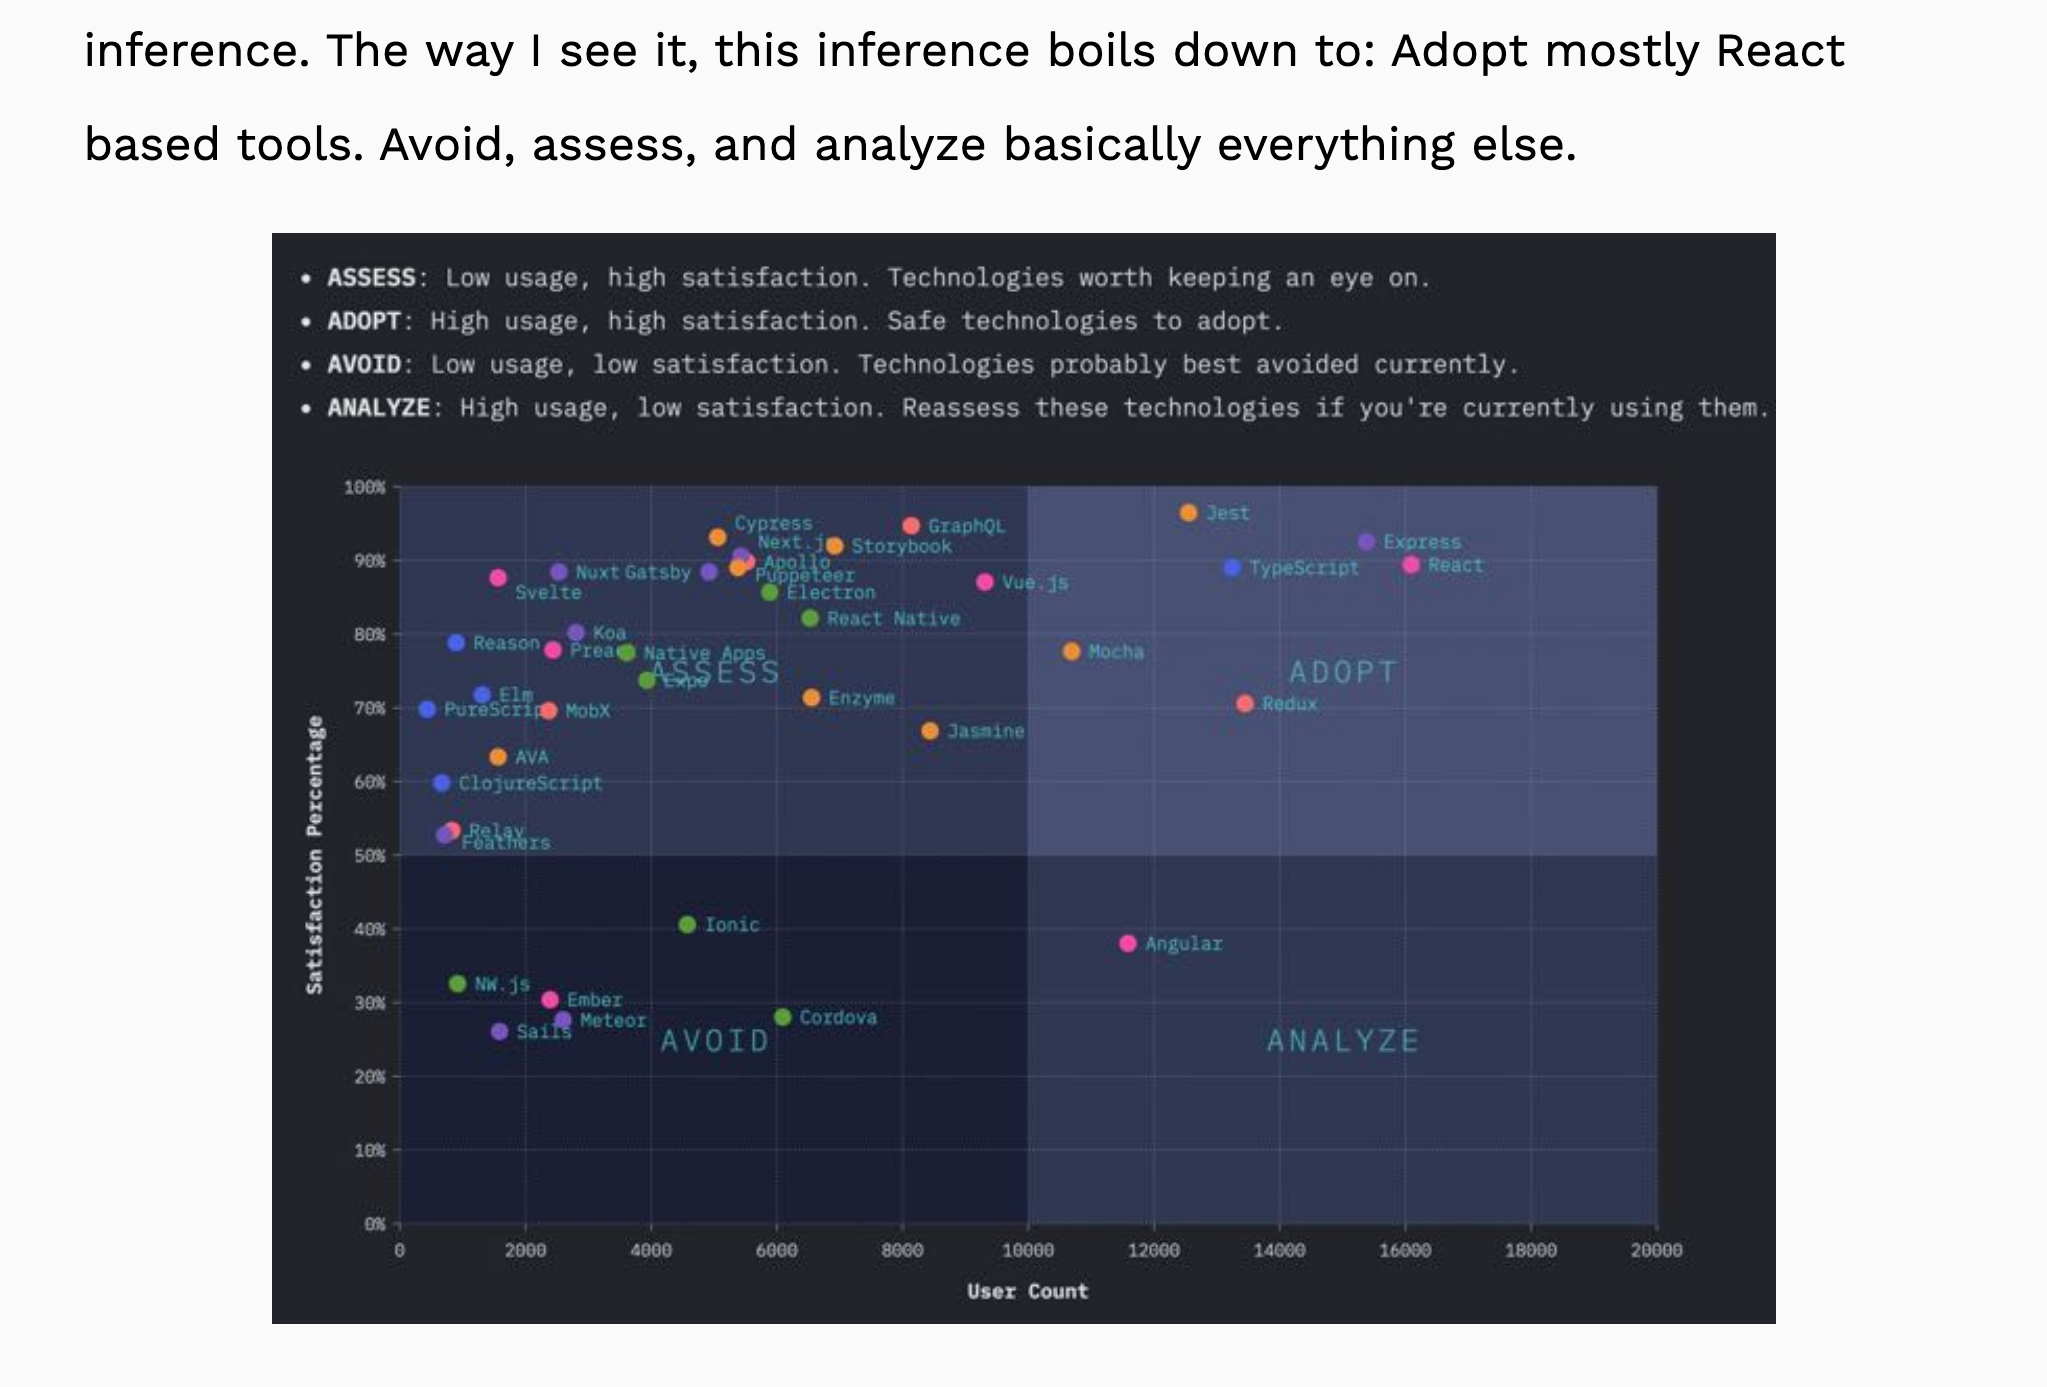 inference. The way I see it, this inference boils down to: Adopt mostly React
based tools. Avoid, assess, and analyze basically everything else.
• ASSESS: Low usage, high satisfaction. Technologies worth keeping an eye on.
• ADOPT: High usage, high satisfaction. Safe technologies to adopt.
• AVOID: Low usage, low satisfaction. Technologies probably best avoided currently.
• ANALYZE: High usage, low satisfaction. Reassess these technologies if you're currently using them.
Satisfaction Percentage
100%
90%
80%
70%
60%
50%
40%
30%
20%
10%
0%
Jest
Cypress
GraphQL
Express
Next.j
Storybook
Apollo
React
TypeScript
Nuxt
Gatsby
Puppeteer
Vue.js
Svelte
Electron
React Native
Koa
Reason
Prea
Native Apps
Mocha
ASSESS
ADOPT
Expo
Elm
Enzyme
Redux
PureScrip
MobX
Jasmine
AVA
ClojureScript
Relay
Feathers
Ionic
Angular
NW.js
Ember
Meteor
Cordova
Sails
AVOID
ANALYZE
0 2000 4000 6000 8000 10000 12000 14000 16000 18000 20000
User Count